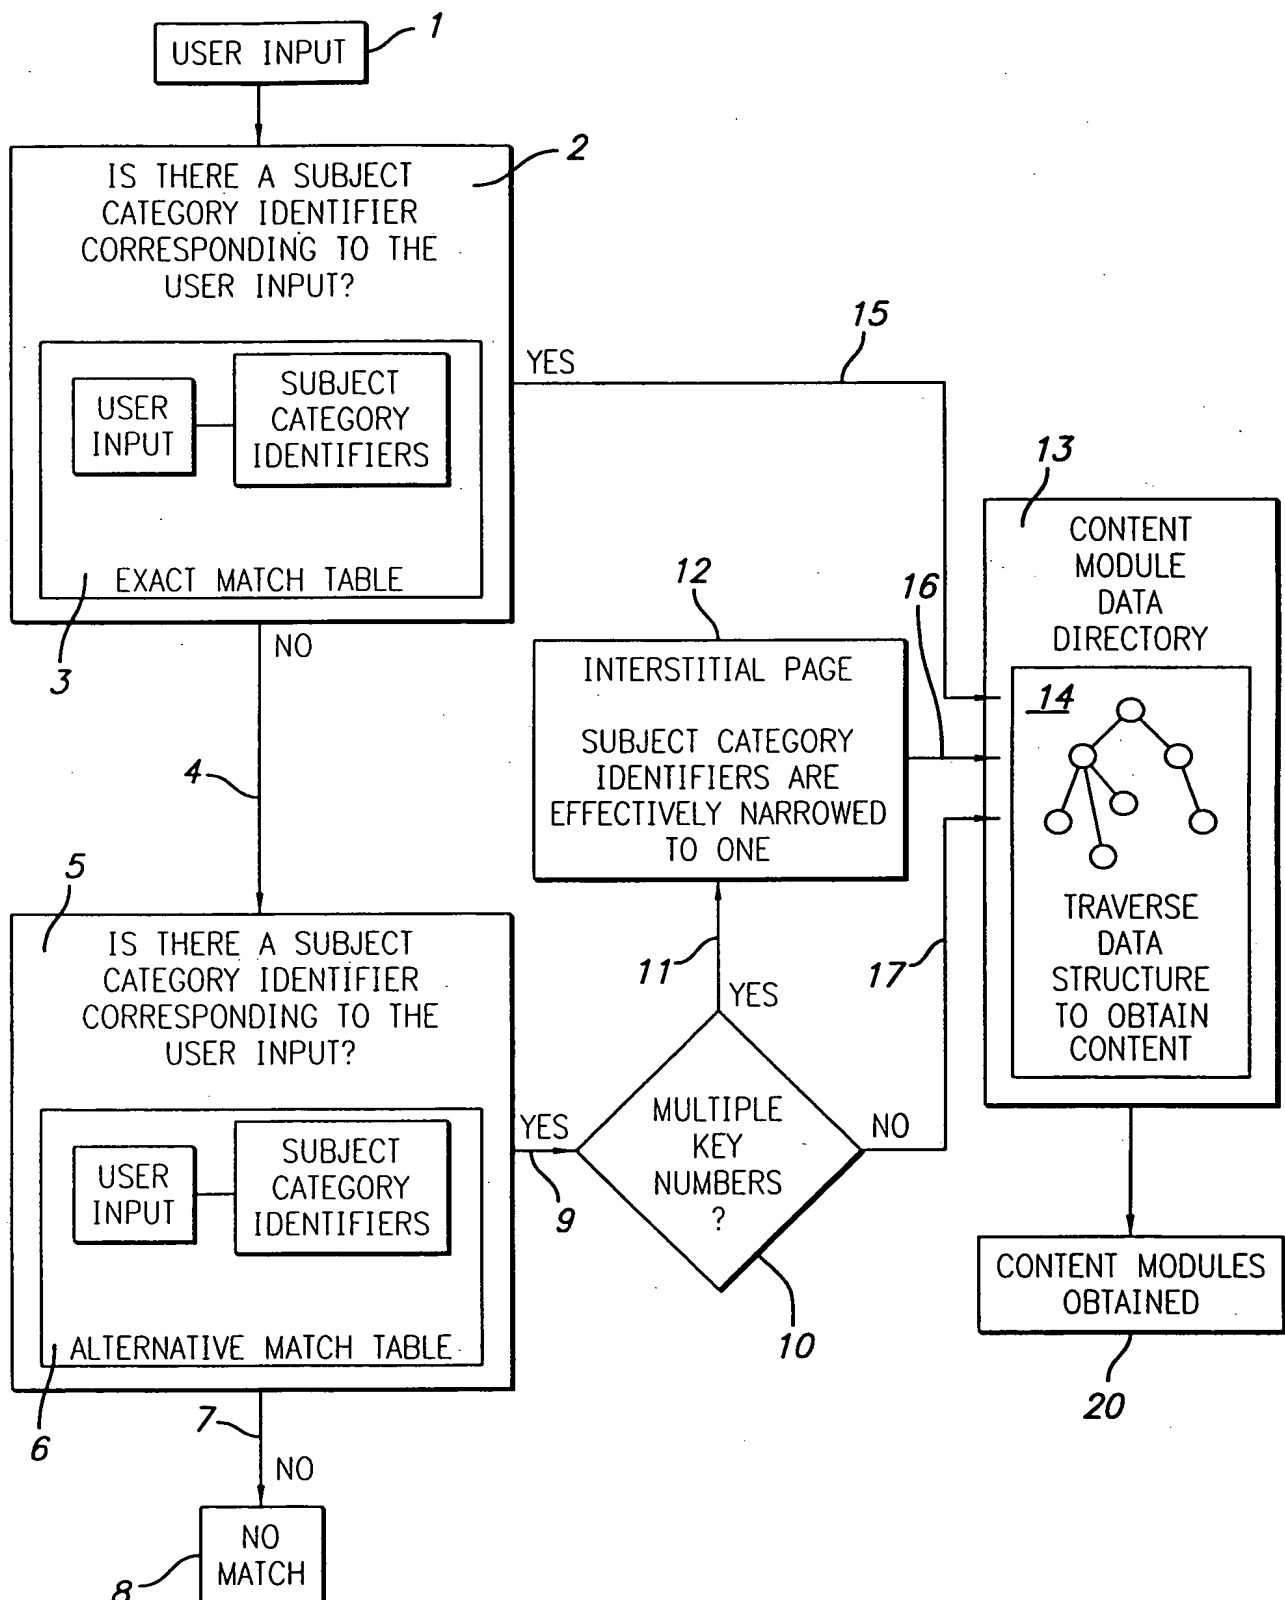 USER INPUT
1
IS THERE A SUBJECT
CATEGORY IDENTIFIER
CORRESPONDING TO THE
USER INPUT?
2
USER
INPUT
SUBJECT
CATEGORY
IDENTIFIERS
EXACT MATCH TABLE
3
YES
15
NO
4
5
IS THERE A SUBJECT
CATEGORY IDENTIFIER
CORRESPONDING TO THE
USER INPUT?
USER
INPUT
SUBJECT
CATEGORY
IDENTIFIERS
ALTERNATIVE MATCH TABLE
6
7
NO
NO
MATCH
8
YES
9
MULTIPLE
KEY
NUMBERS
?
10
11
YES
NO
17
12
INTERSTITIAL PAGE
SUBJECT CATEGORY
IDENTIFIERS ARE
EFFECTIVELY NARROWED
TO ONE
16
13
CONTENT
MODULE
DATA
DIRECTORY
14
TRAVERSE
DATA
STRUCTURE
TO OBTAIN
CONTENT
CONTENT MODULES
OBTAINED
20